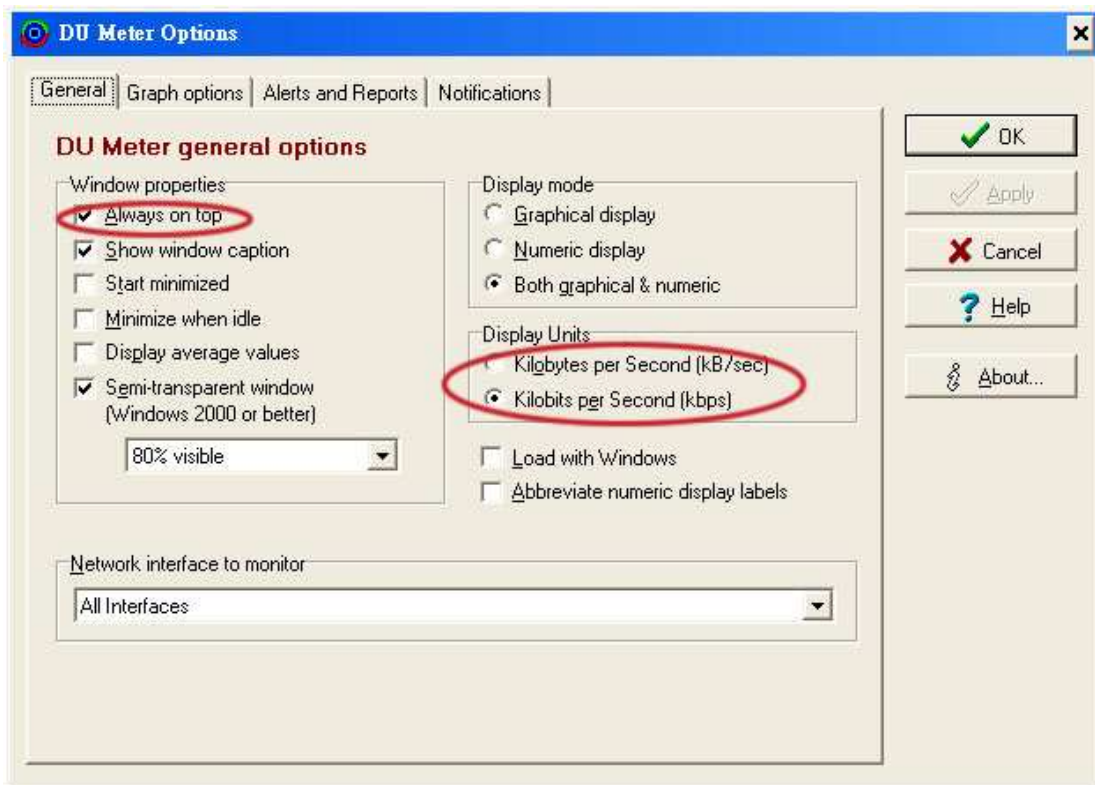 DU Meter Options
General
Graph options
Alerts and Reports
Notifications
DU Meter general options
Window properties
Always on top
Show window caption
Start minimized
Minimize when idle
Display average values
Semi-transparent window
(Windows 2000 or better)
80% visible
Display mode
Graphical display
Numeric display
Both graphical & numeric
Display Units
Kilobytes per Second (kB/sec)
Kilobits per Second (kbps)
Load with Windows
Abbreviate numeric display labels
Network interface to monitor
All Interfaces
OK
Apply
Cancel
Help
About...